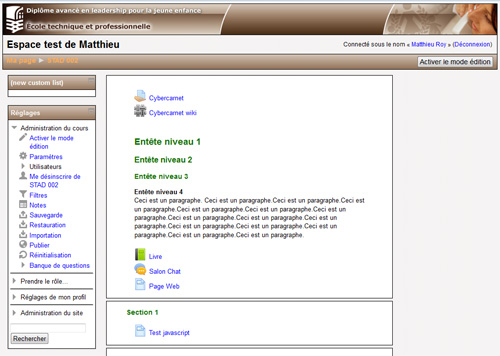 Diplôme avancé en leadership pour la jeune enfance
École technique et professionnelle
Espace test de Matthieu
Connecté sous le nom « Matthieu Roy » (Déconnexion)
Ma page ► STAD 002
Activer le mode édition
(new custom list)
Réglages
Administration du cours
Activer le mode
édition
Paramètres
Utilisateurs
Me désinscrire de
STAD 002
Filtres
Notes
Sauvegarde
Restauration
Importation
Publier
Réinitialisation
Banque de questions
Prendre le rôle...
Réglages de mon profil
Administration du site
Rechercher
Cybercarnet
Cybercarnet wiki
Entête niveau 1
Entête niveau 2
Entête niveau 3
Entête niveau 4
Ceci est un paragraphe. Ceci est un paragraphe.Ceci est un paragraphe.Ceci est
un paragraphe.Ceci est un paragraphe.Ceci est un paragraphe.Ceci est un
paragraphe.Ceci est un paragraphe.Ceci est un paragraphe.Ceci est un
paragraphe.Ceci est un paragraphe.Ceci est un paragraphe.Ceci est un
paragraphe.Ceci est un paragraphe.Ceci est un paragraphe.
Livre
Salon Chat
Page Web
Section 1
Test javascript